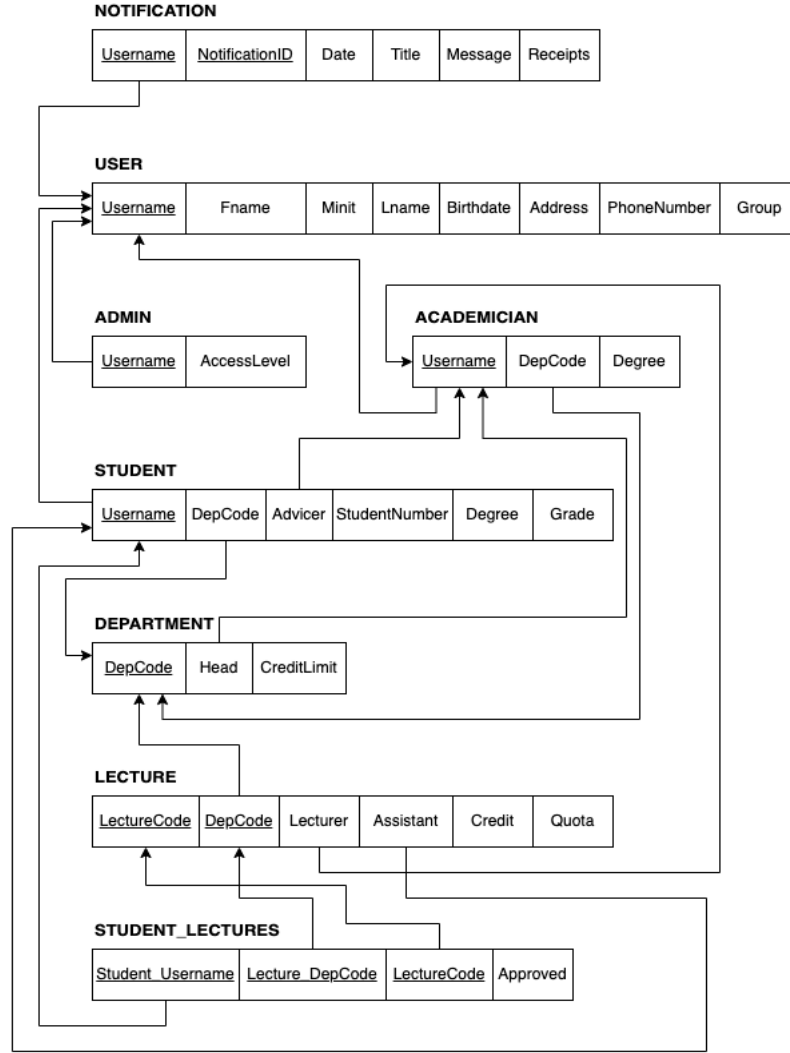 NOTIFICATION
Username NotificationID Date Title Message Receipts
USER
Username Fname Minit Lname Birthdate Address PhoneNumber Group
ADMIN
Username AccessLevel
ACADEMICIAN
Username DepCode Degree
STUDENT
Username DepCode Advicer StudentNumber Degree Grade
DEPARTMENT
DepCode Head CreditLimit
LECTURE
LectureCode DepCode Lecturer Assistant Credit Quota
STUDENT_LECTURES
Student_Username Lecture_DepCode LectureCode Approved